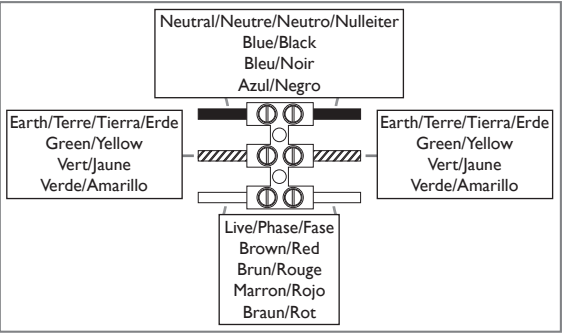 Neutral/Neutre/Neutro/Nulleiter
Blue/Black
Bleu/Noir
Azul/Negro
Earth/Terre/Tierra/Erde
Green/Yellow
Vert/Jaune
Verde/Amarillo
Earth/Terre/Tierra/Erde
Green/Yellow
Vert/Jaune
Verde/Amarillo
Live/Phase/Fase
Brown/Red
Brun/Rouge
Marron/Rojo
Braun/Rot